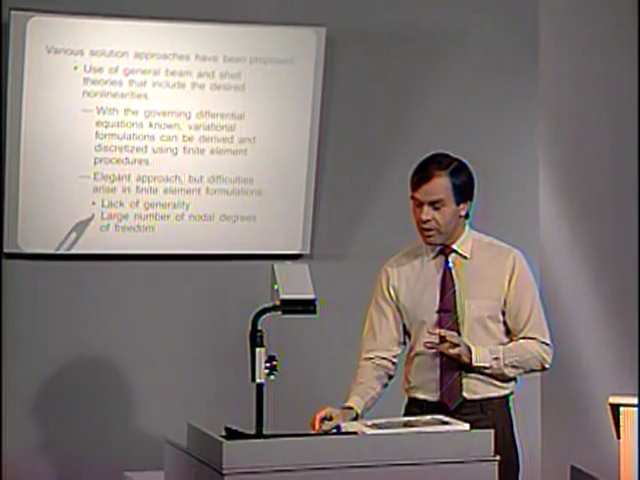 Various solution approaches have been proposed:
• Use of general beam and shell
theories that include the desired
nonlinearities.
— With the governing differential
equations known, variational
formulations can be derived and
discretized using finite element
procedures.
— Elegant approach, but difficulties
arise in finite element formulations:
• Lack of generality
Large number of nodal degrees
of freedom